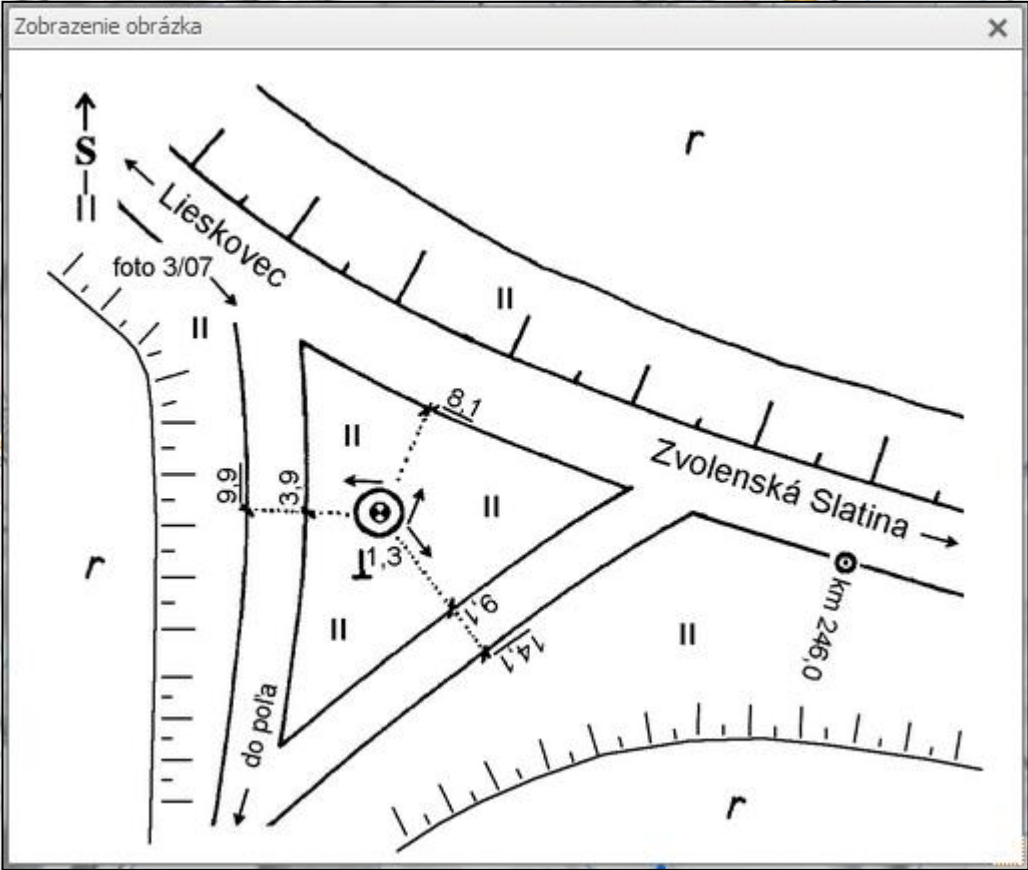 Zobrazenie obrázka
r
S
Lieskovec
foto 3/07
II
II
8,1
II
Zvolenská Slatina
9,9
3,9
II
1,3
r
9,1
14,1
II
II
km 246,0
do poľa
r